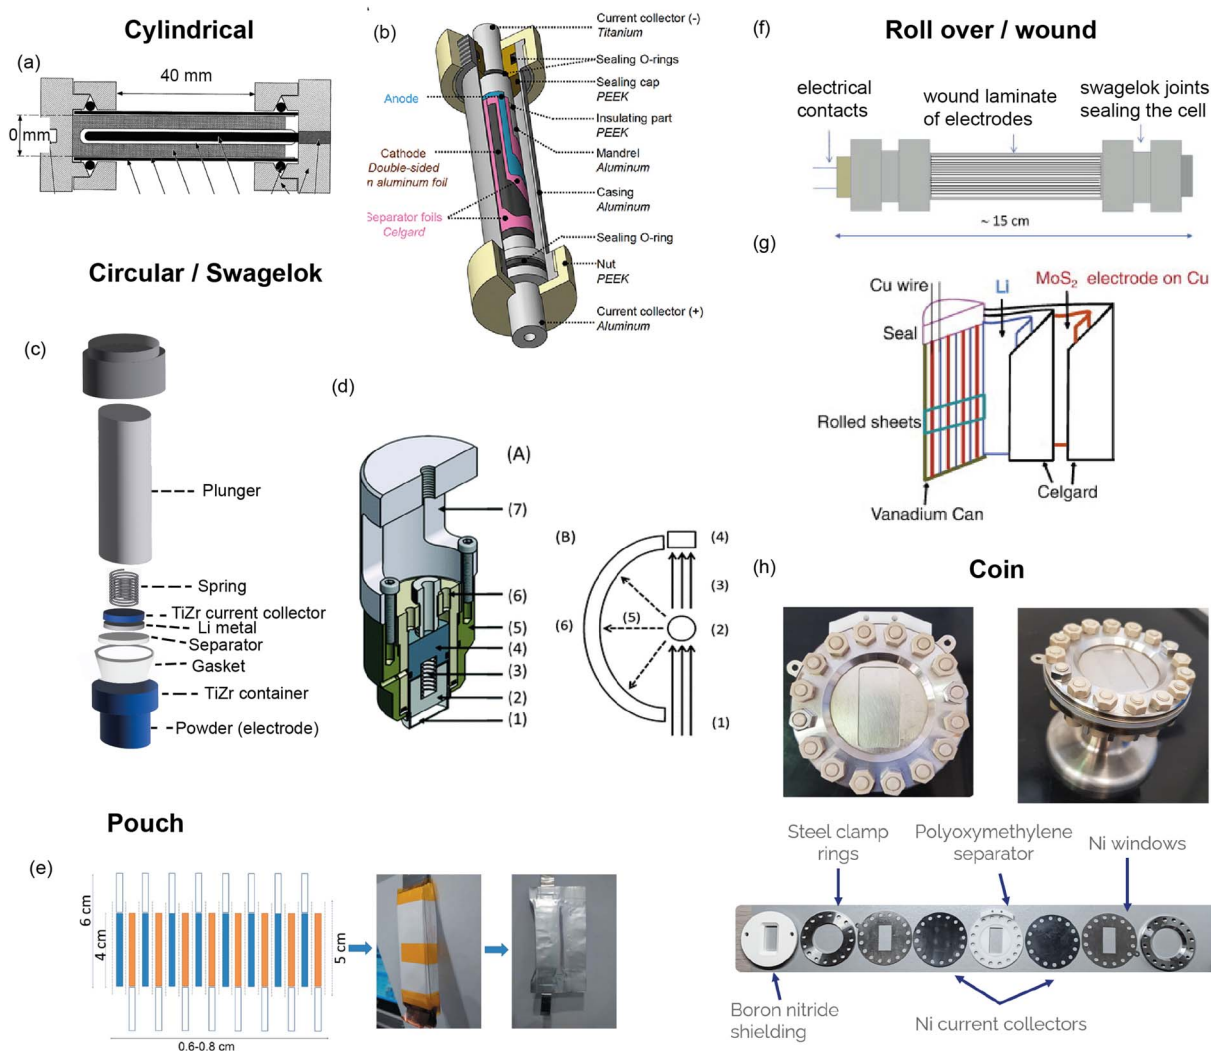 Cylindrical
(a)
40 mm
0 mm
(b)
Current collector (-)
Titanium
Sealing O-rings
Sealing cap
PEEK
Anode
Insulating part
PEEK
Cathode
Double-sided
n aluminum foil
Mandrel
Aluminum
Casing
Aluminum
Separator foils
Celgard
Sealing O-ring
Nut
PEEK
Current collector (+)
Aluminum
Circular / Swagelok
(c)
Plunger
Spring
TiZr current collector
Li metal
Separator
Gasket
TiZr container
Powder (electrode)
(d)
(A)
(7)
(6)
(5)
(4)
(3)
(2)
(1)
(B)
(4)
(3)
(5)
(6)
(2)
(1)
Pouch
(e)
6 cm
4 cm
5 cm
0.6-0.8 cm
Roll over / wound
(f)
electrical
contacts
wound laminate
of electrodes
swagelok joints
sealing the cell
~ 15 cm
(g)
Cu wire
Li
MoS₂ electrode on Cu
Seal
Rolled sheets
Celgard
Vanadium Can
Coin
(h)
Steel clamp
rings
Polyoxymethylene
separator
Ni windows
Boron nitride
shielding
Ni current collectors